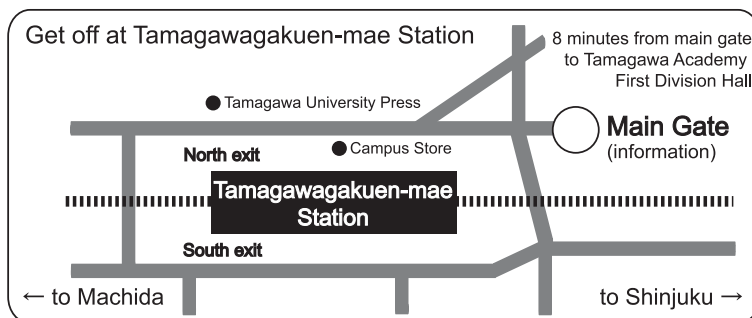 Get off at Tamagawagakuen-mae Station
8 minutes from main gate
to Tamagawa Academy
First Division Hall
Tamagawa University Press
Main Gate
(information)
Campus Store
North exit
Tamagawagakuen-mae
Station
South exit
← to Machida
to Shinjuku →